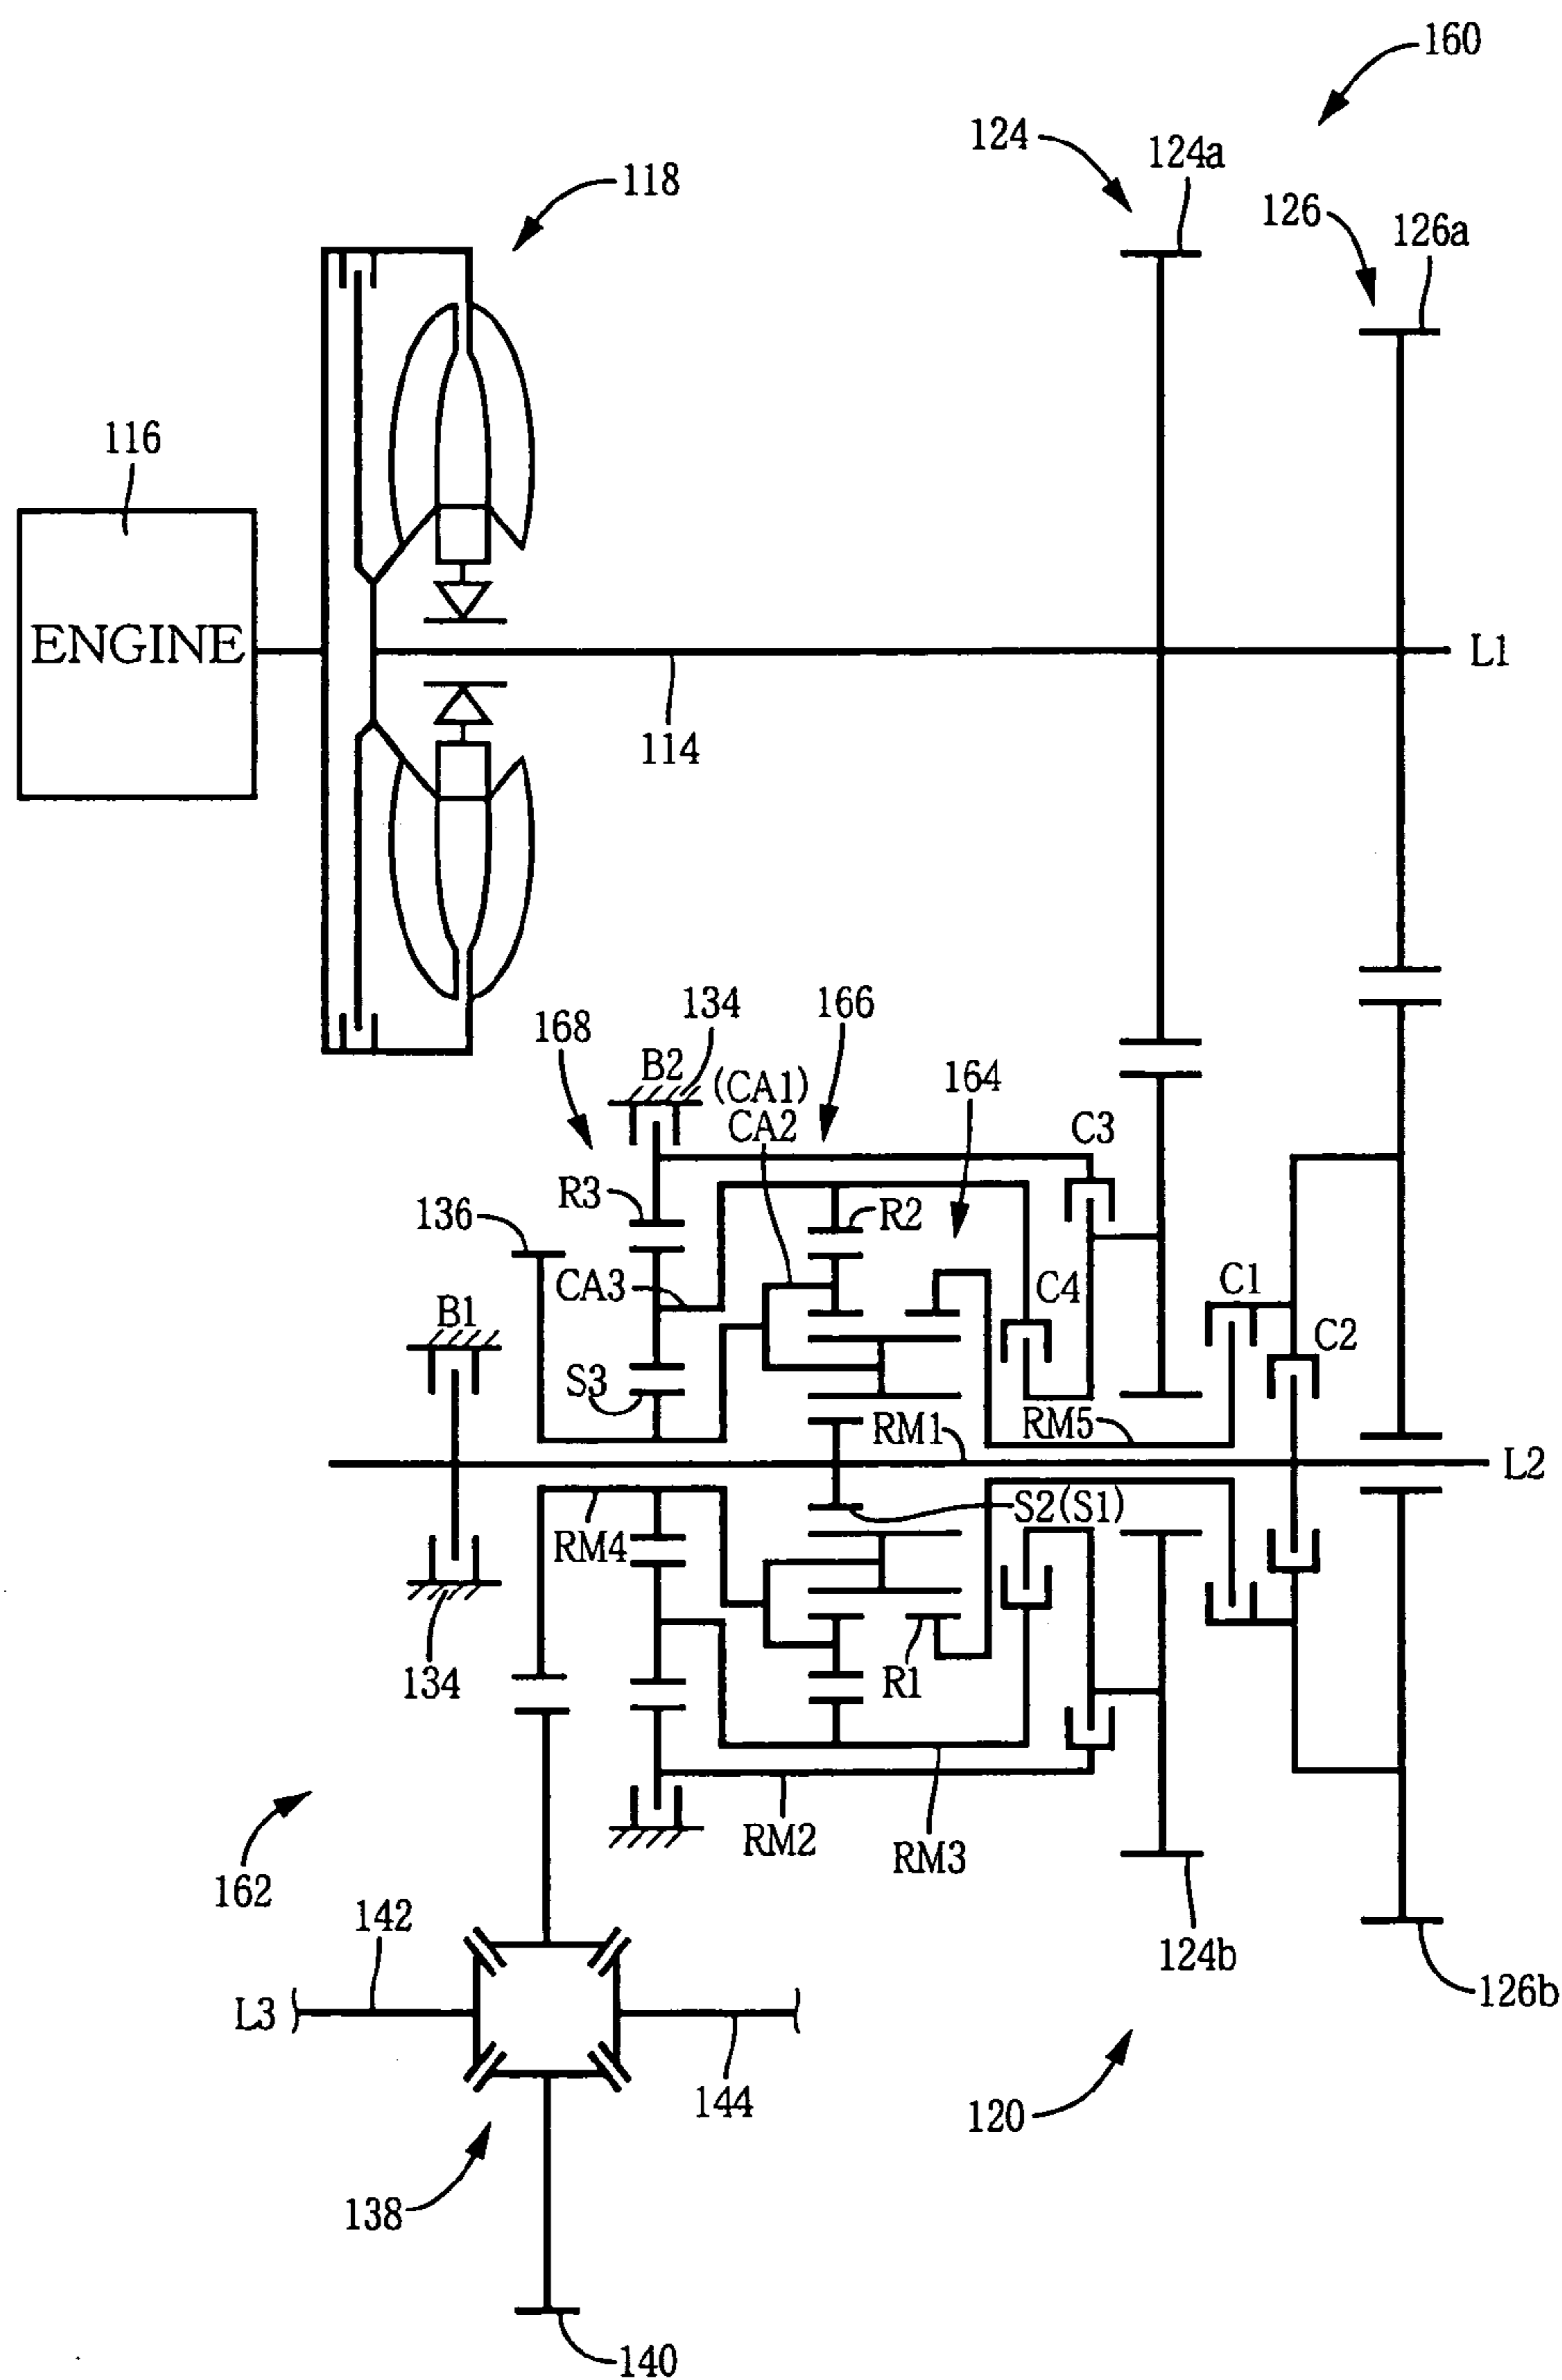 160
124
124a
118
126
126a
116
ENGINE
L1
114
134
166
168
B2
(CA1)
CA2
164
C3
R3
136
R2
CA3
C4
C1
B1
C2
S3
RM1
RM5
L2
S2(S1)
RM4
134
R1
RM2
RM3
162
142
124b
L3
126b
144
120
138
140